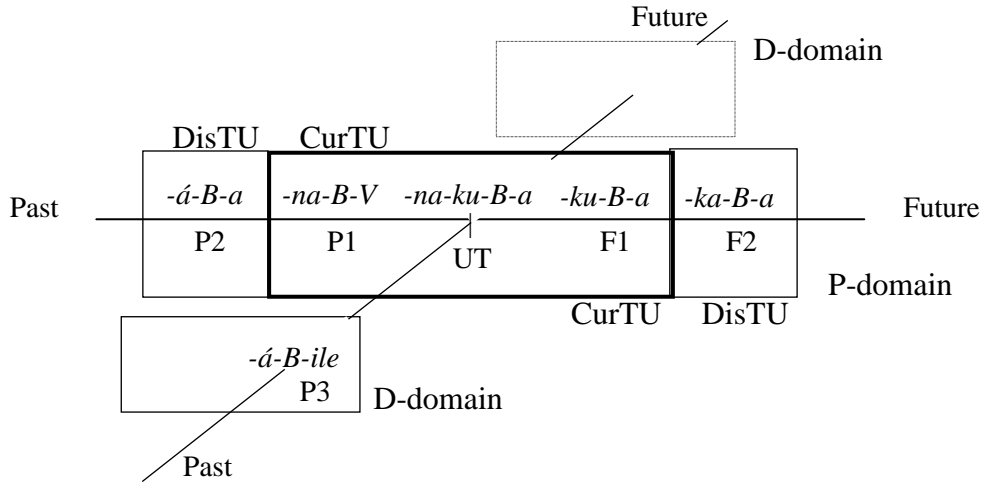 Future
D-domain
DisTU CurTU
-á-B-a -na-B-V -na-ku-B-a -ku-B-a -ka-B-a
Past Future
P2 P1 UT F1 F2
P-domain
CurTU DisTU
-á-B-ile
P3
D-domain
Past